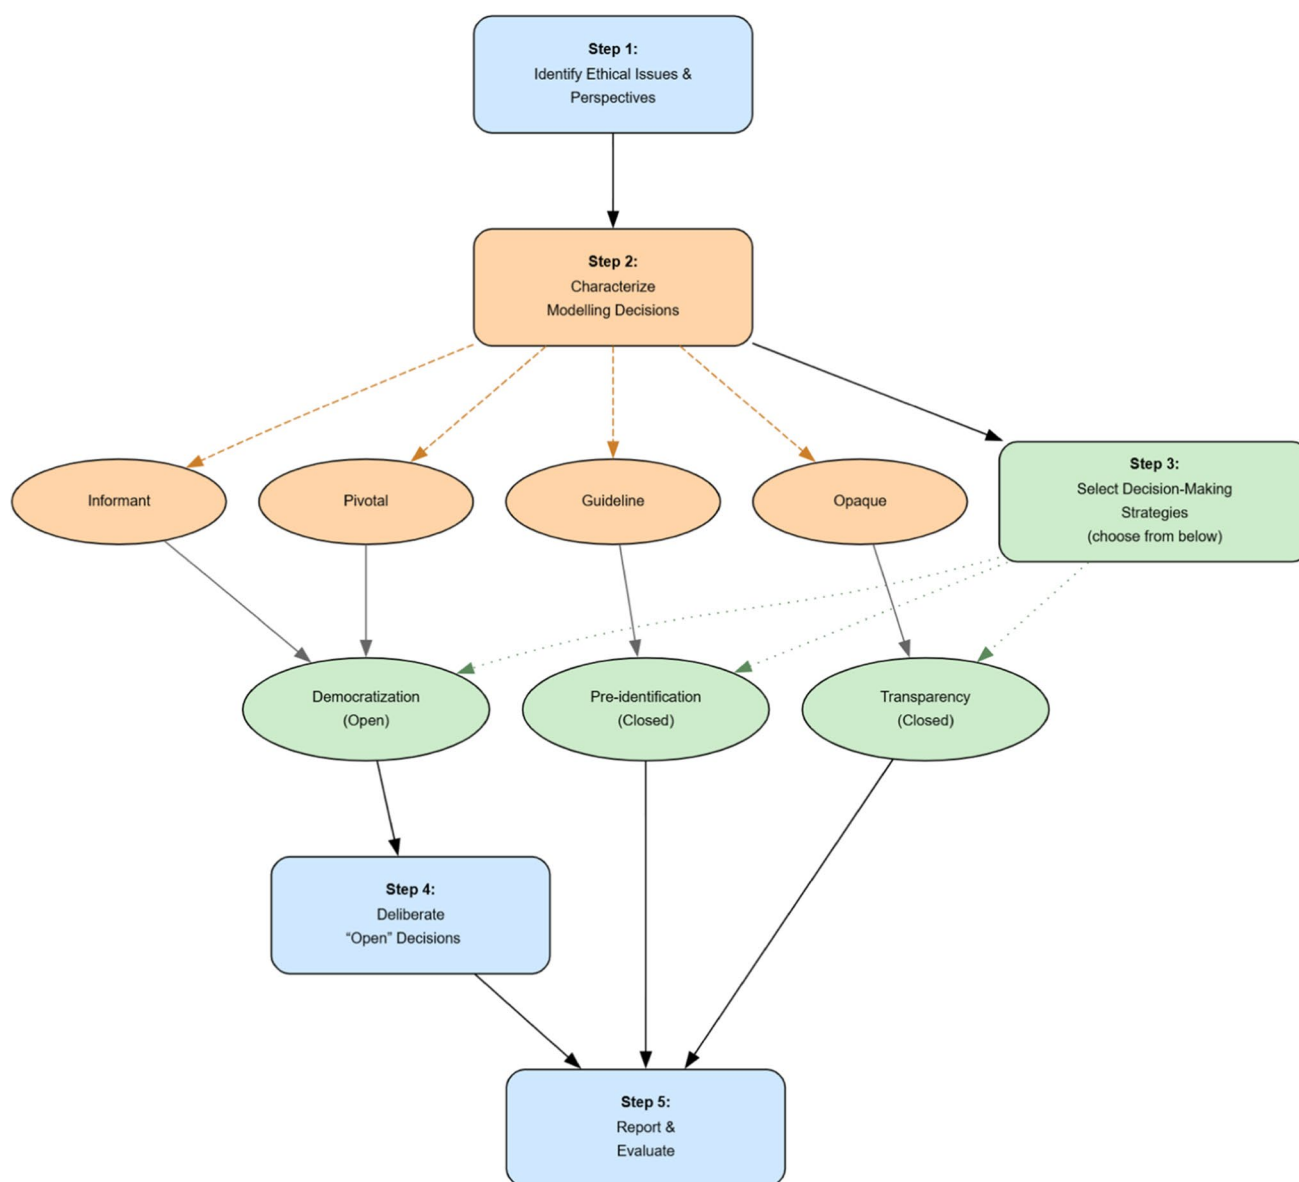 Step 1:
Identify Ethical Issues &
Perspectives
Step 2:
Characterize
Modelling Decisions
Informant
Pivotal
Guideline
Opaque
Step 3:
Select Decision-Making
Strategies
(choose from below)
Democratization
(Open)
Pre-identification
(Closed)
Transparency
(Closed)
Step 4:
Deliberate
“Open” Decisions
Step 5:
Report &
Evaluate